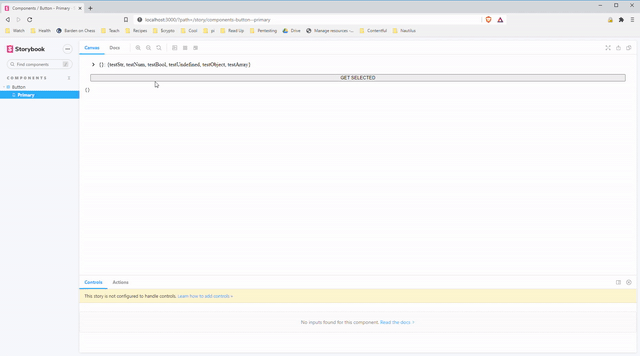 Components / Button - Primary
localhost:3000/?path=/story/components-button--primary
Watch Health Banten on Chess Teach Recipes Scrypto Cool pi Read Up Pentesting Drive Manage resources ... Contentful Nautilus
Storybook
Canvas Docs
Find components /
COMPONENTS
Button
Primary
{} {testStr, testNum, testBool, testUndefined, testObject, testArray}
GET SELECTED
{}
Controls Actions
This story is not configured to handle controls. Learn how to add controls »
No inputs found for this component. Read the docs >